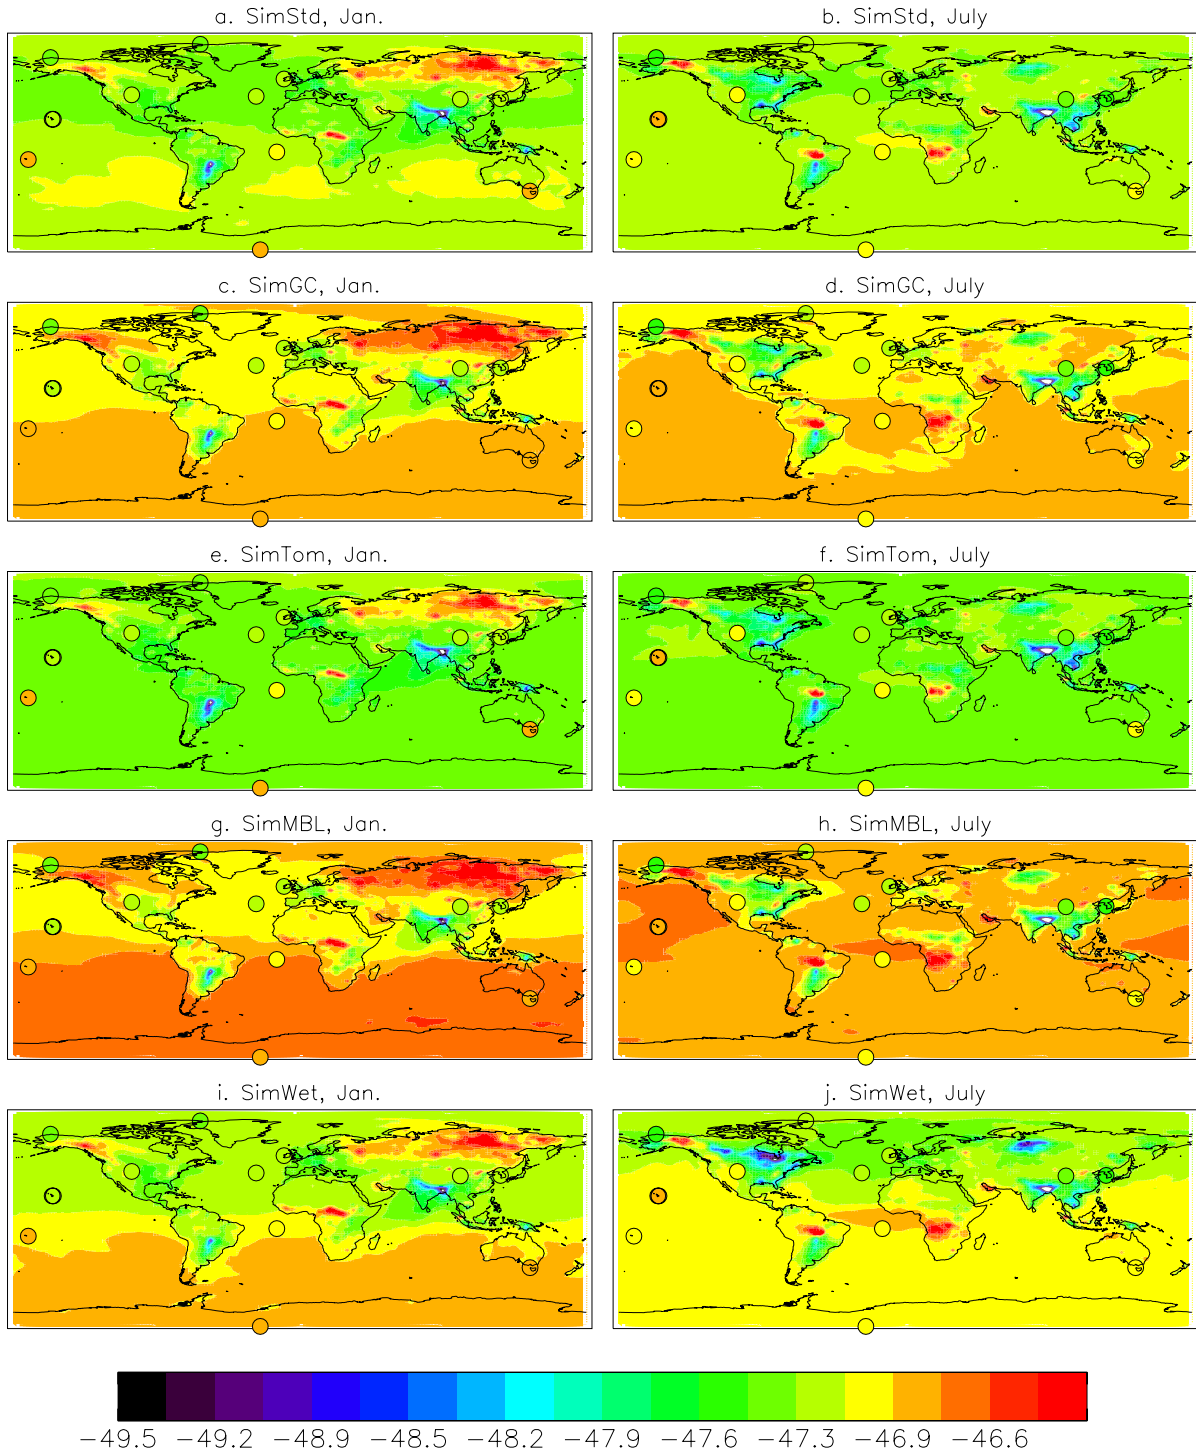 a. SimStd, Jan.
b. SimStd, July
c. SimGC, Jan.
d. SimGC, July
e. SimTom, Jan.
f. SimTom, July
g. SimMBL, Jan.
h. SimMBL, July
i. SimWet, Jan.
j. SimWet, July
−49.5 −49.2 −48.9 −48.5 −48.2 −47.9 −47.6 −47.3 −46.9 −46.6